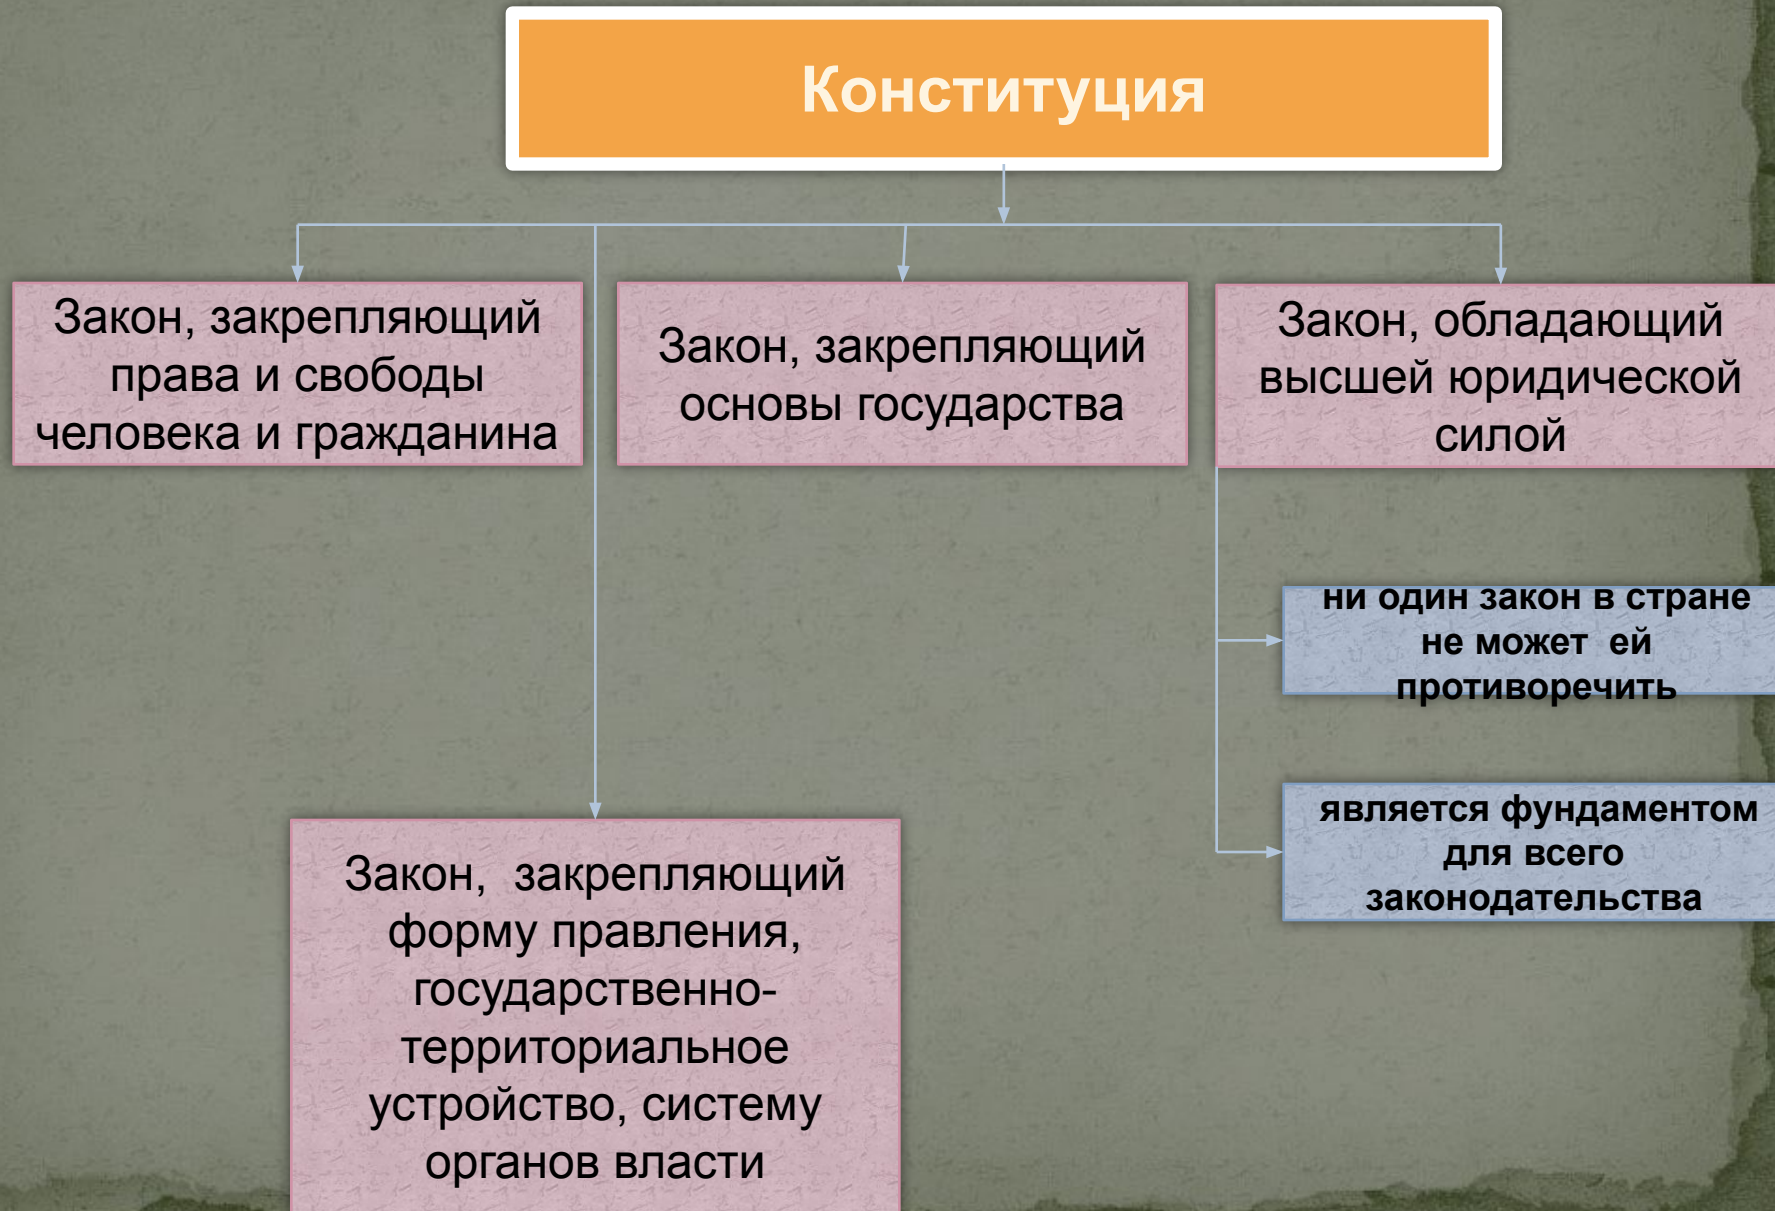 Конституция
Закон, закрепляющий
права и свободы
человека и гражданина
Закон, закрепляющий
основы государства
Закон, обладающий
высшей юридической
силой
ни один закон в стране
не может  ей
противоречить
является фундаментом
для всего
законодательства
Закон,  закрепляющий
форму правления,
государственно-
территориальное
устройство, систему
органов власти